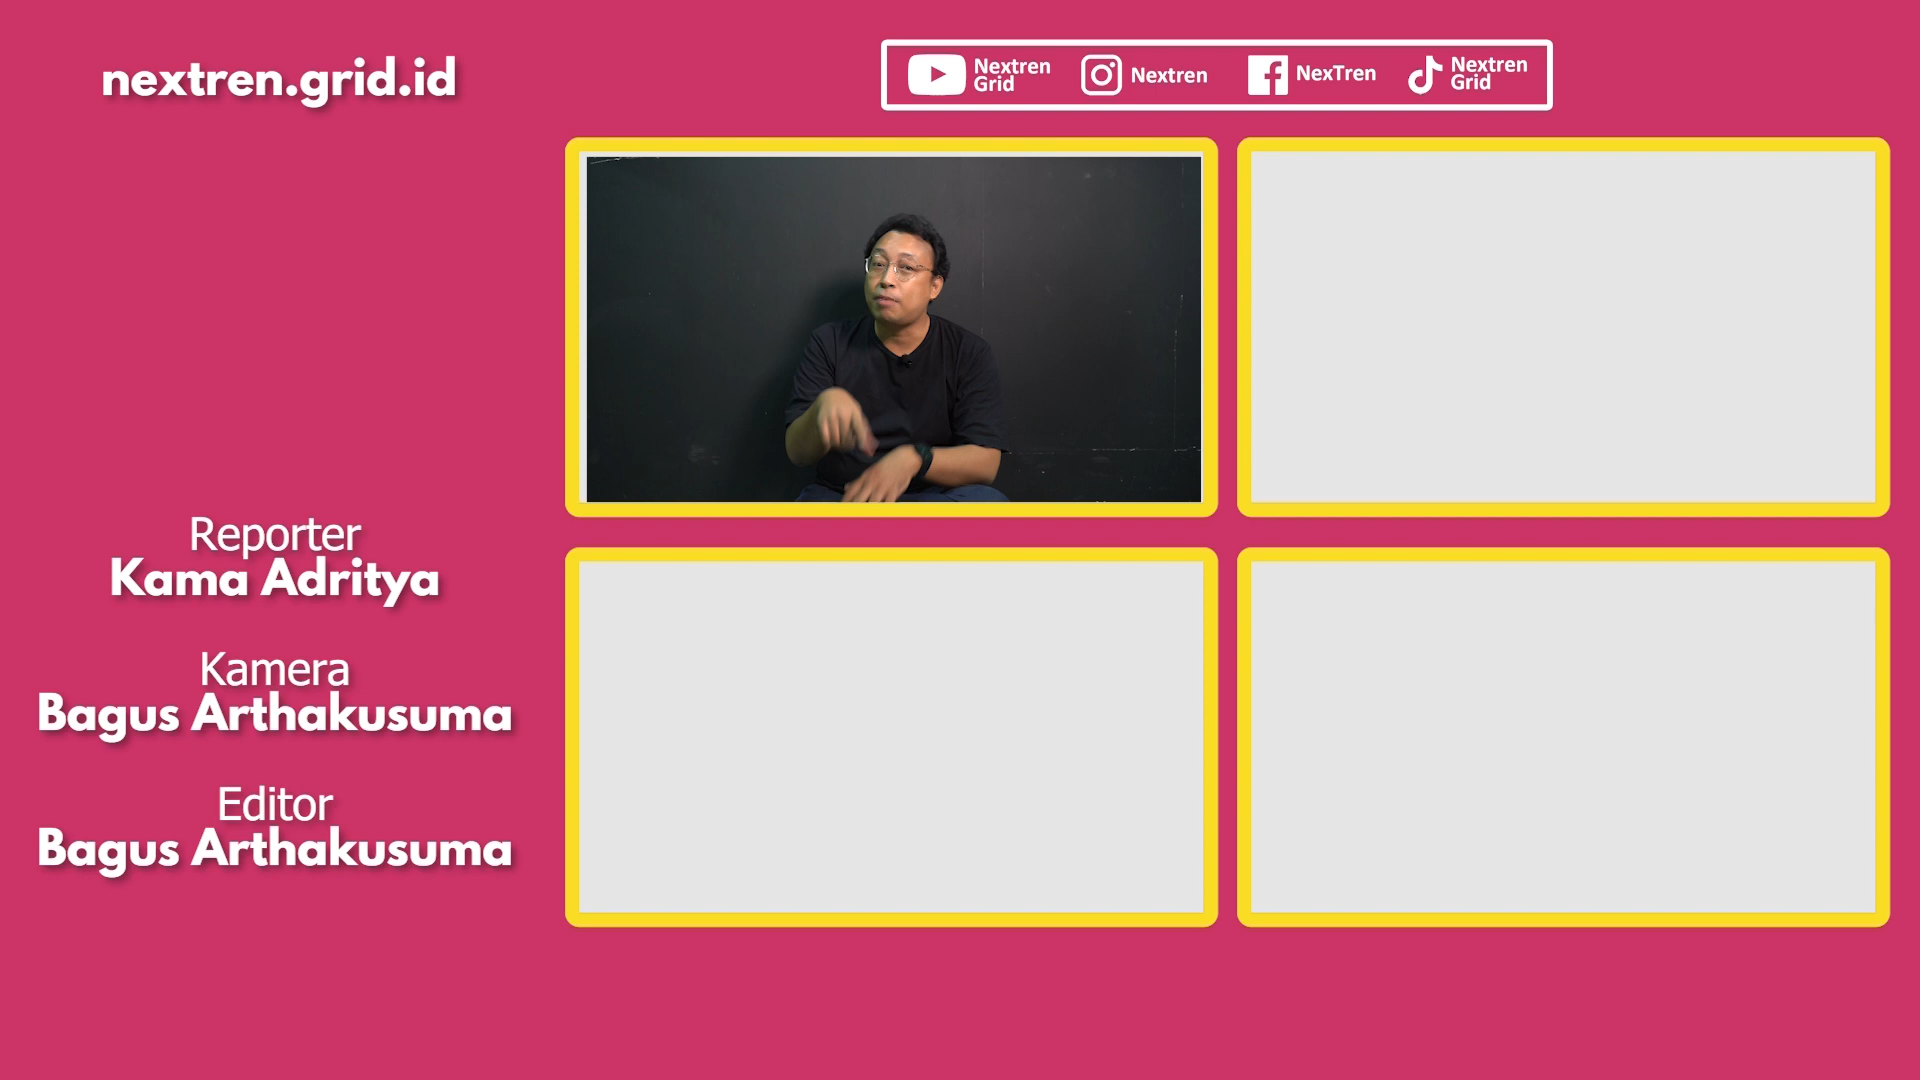 nextren.grid.id
Nextren
Grid
Nextren
NexTren
Nextren
Grid
Reporter
Kama Adritya
Kamera
Bagus Arthakusuma
Editor
Bagus Arthakusuma